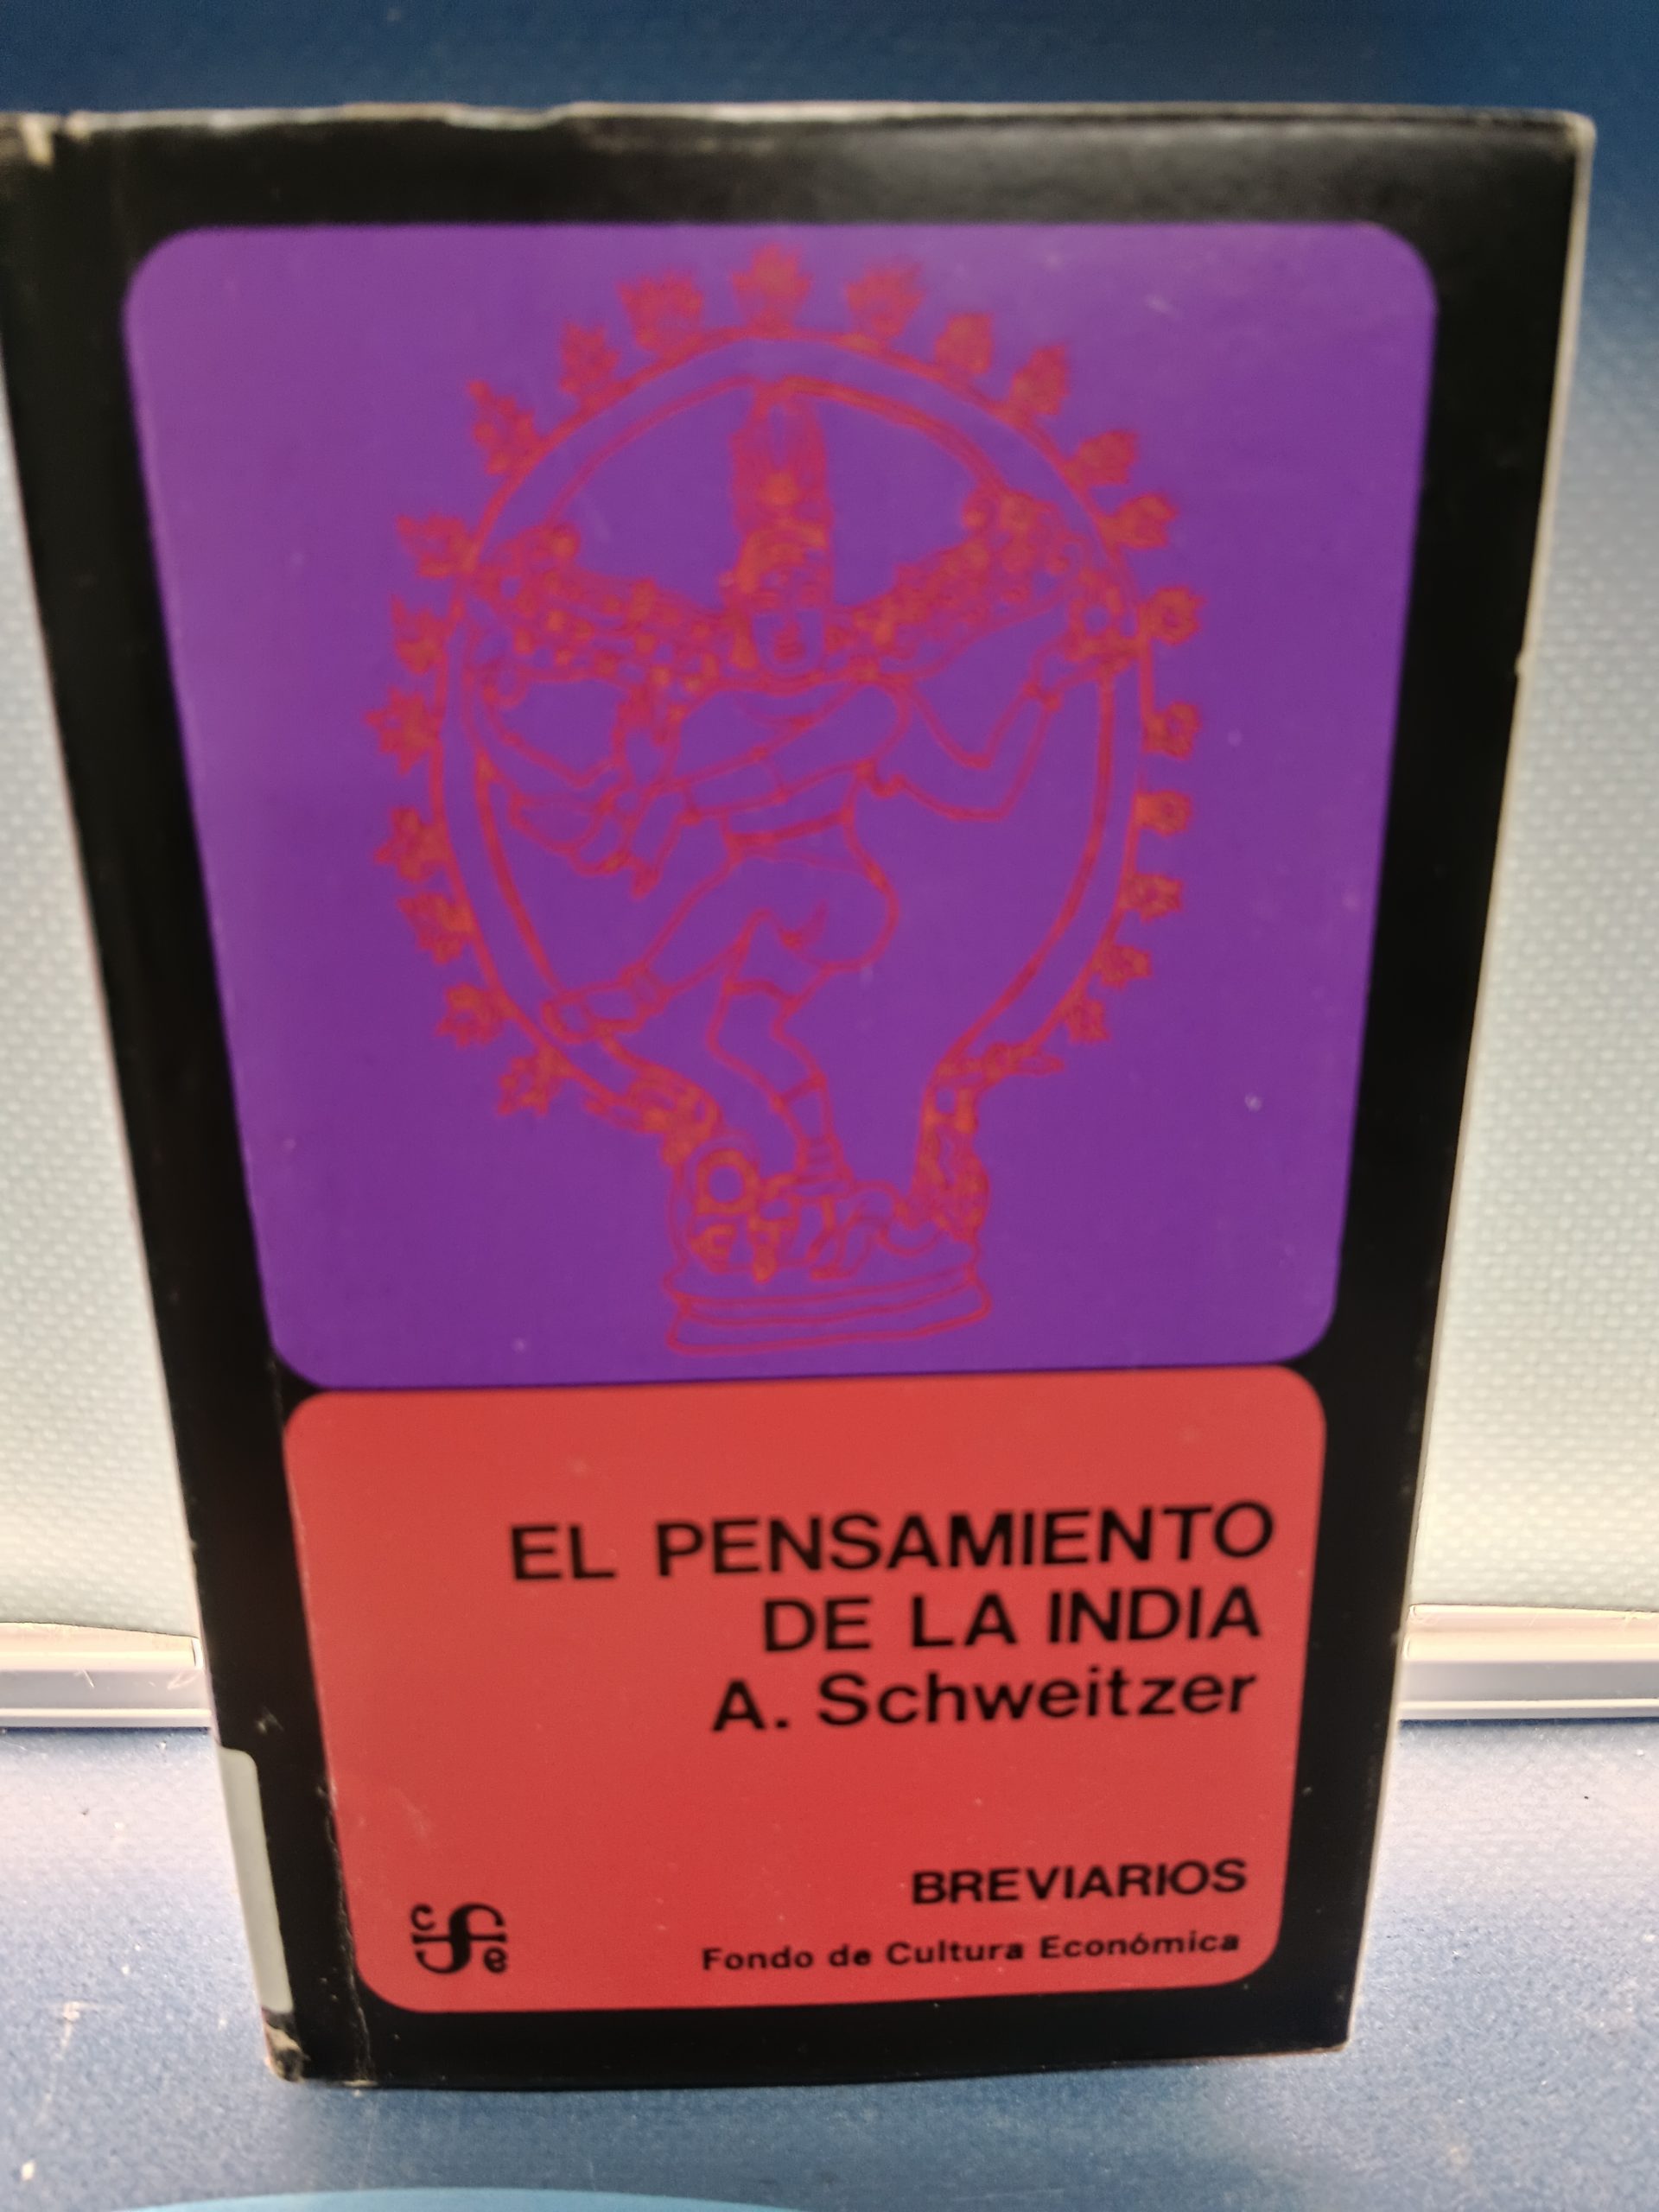 EL PENSAMIENTO
DE LA INDIA
A. Schweitzer
BREVIARIOS
Fondo de Cultura Económica
c f e